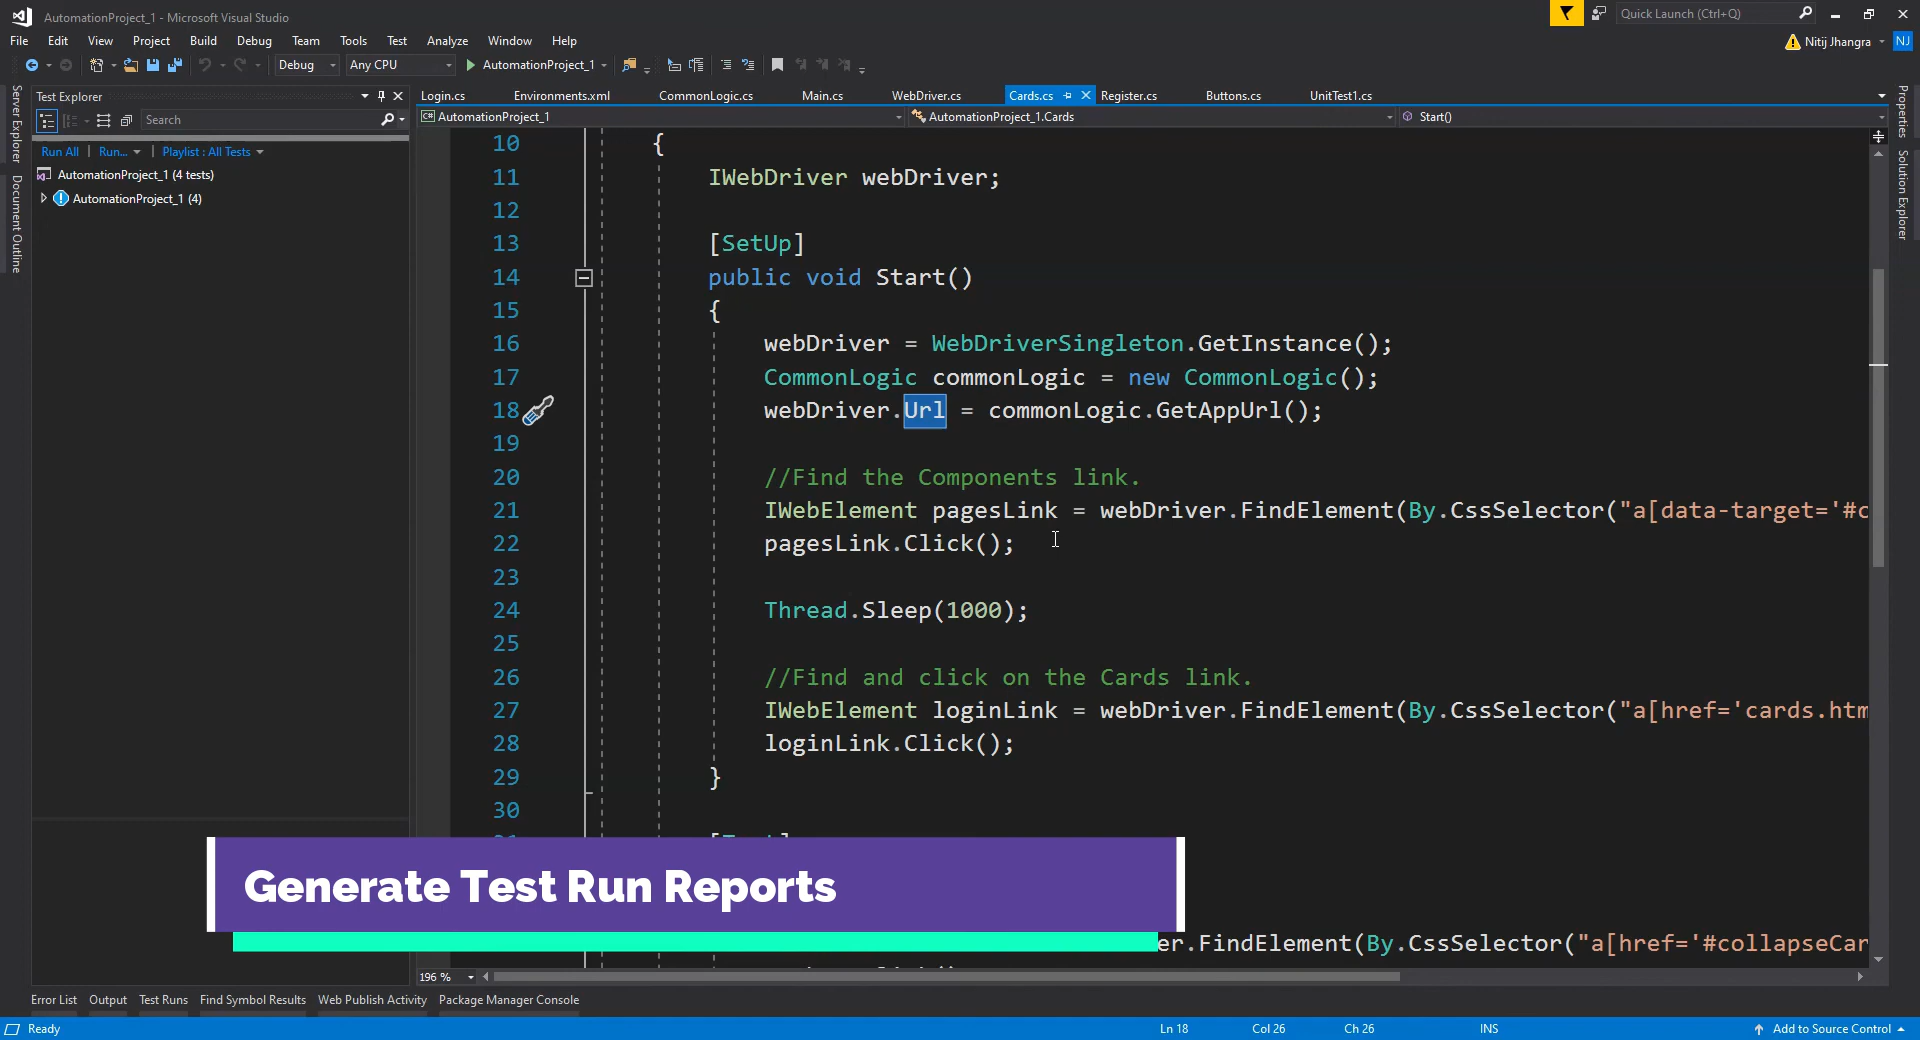 AutomationProject_1 - Microsoft Visual Studio
Quick Launch (Ctrl+Q)
File Edit View Project Build Debug Team Tools Test Analyze Window Help
Nitij Jhangra NJ
Debug Any CPU AutomationProject_1
Server Explorer
Document Outline
Test Explorer
Search
Run All Run... Playlist : All Tests
AutomationProject_1 (4 tests)
AutomationProject_1 (4)
Login.cs Environments.xml CommonLogic.cs Main.cs WebDriver.cs Cards.cs Register.cs Buttons.cs UnitTest1.cs
AutomationProject_1 AutomationProject_1.Cards Start()
Properties
Solution Explorer
10 {
11 IWebDriver webDriver;
12
13 [SetUp]
14 public void Start()
15 {
16 webDriver = WebDriverSingleton.GetInstance();
17 CommonLogic commonLogic = new CommonLogic();
18 webDriver.Url = commonLogic.GetAppUrl();
19
20 //Find the Components link.
21 IWebElement pagesLink = webDriver.FindElement(By.CssSelector("a[data-target='#c
22 pagesLink.Click();
23
24 Thread.Sleep(1000);
25
26 //Find and click on the Cards link.
27 IWebElement loginLink = webDriver.FindElement(By.CssSelector("a[href='cards.htm
28 loginLink.Click();
29 }
30
Generate Test Run Reports
er.FindElement(By.CssSelector("a[href='#collapseCar
196 %
Error List Output Test Runs Find Symbol Results Web Publish Activity Package Manager Console
Ready Ln 18 Col 26 Ch 26 INS Add to Source Control